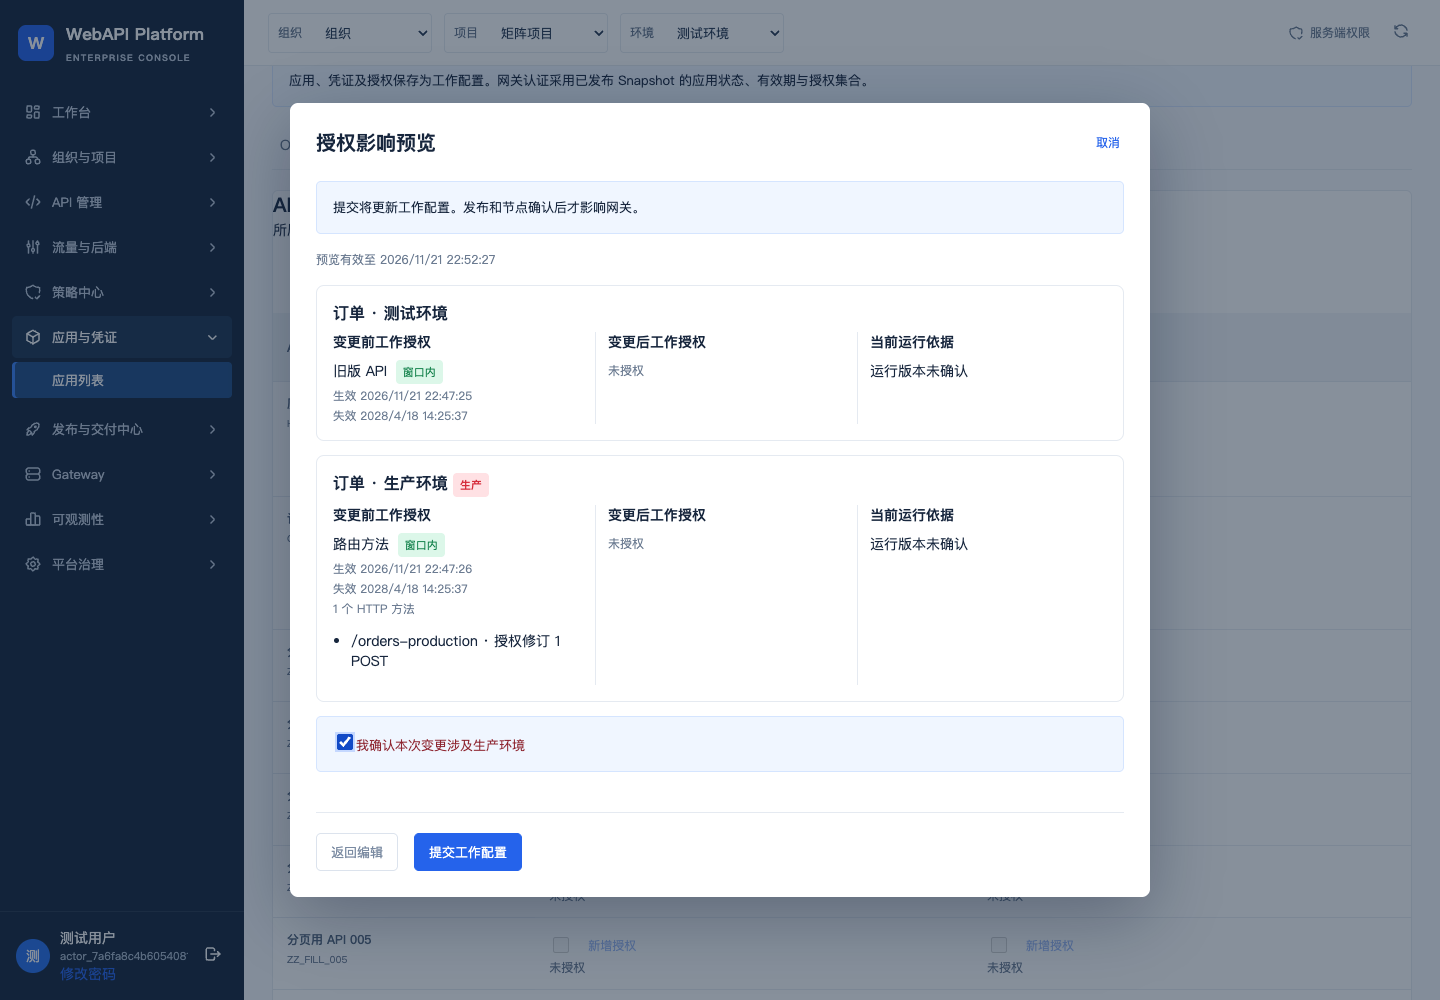 W
WebAPI Platform
ENTERPRISE CONSOLE
工作台
组织与项目
API 管理
流量与后端
策略中心
应用与凭证
应用列表
发布与交付中心
Gateway
可观测性
平台治理
测
测试用户
actor_7a6fa8c4b605408
修改密码
组织 组织
项目 矩阵项目
环境 测试环境
服务端权限
应用、凭证及授权保存为工作配置。网关认证采用已发布 Snapshot 的应用状态、有效期与授权集合。
授权影响预览
取消
提交将更新工作配置。发布和节点确认后才影响网关。
预览有效至 2026/11/21 22:52:27
订单 · 测试环境
变更前工作授权
旧版 API 窗口内
生效 2026/11/21 22:47:25
失效 2028/4/18 14:25:37
变更后工作授权
未授权
当前运行依据
运行版本未确认
订单 · 生产环境 生产
变更前工作授权
路由方法 窗口内
生效 2026/11/21 22:47:26
失效 2028/4/18 14:25:37
1 个 HTTP 方法
/orders-production · 授权修订 1
POST
变更后工作授权
未授权
当前运行依据
运行版本未确认
我确认本次变更涉及生产环境
返回编辑
提交工作配置
分页用 API 005
ZZ_FILL_005
新增授权
未授权
新增授权
未授权